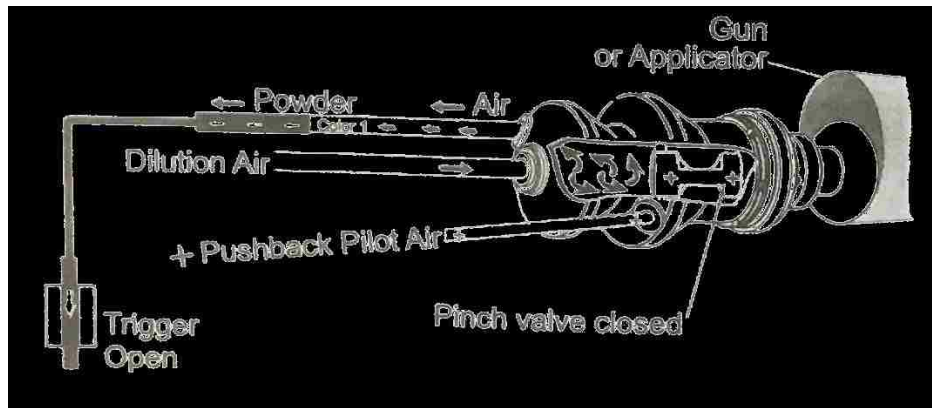 Gun
or Applicator
Powder
Air
Color 1
Dilution Air
+ Pushback Pilot Air +
Pinch valve closed
Trigger
Open